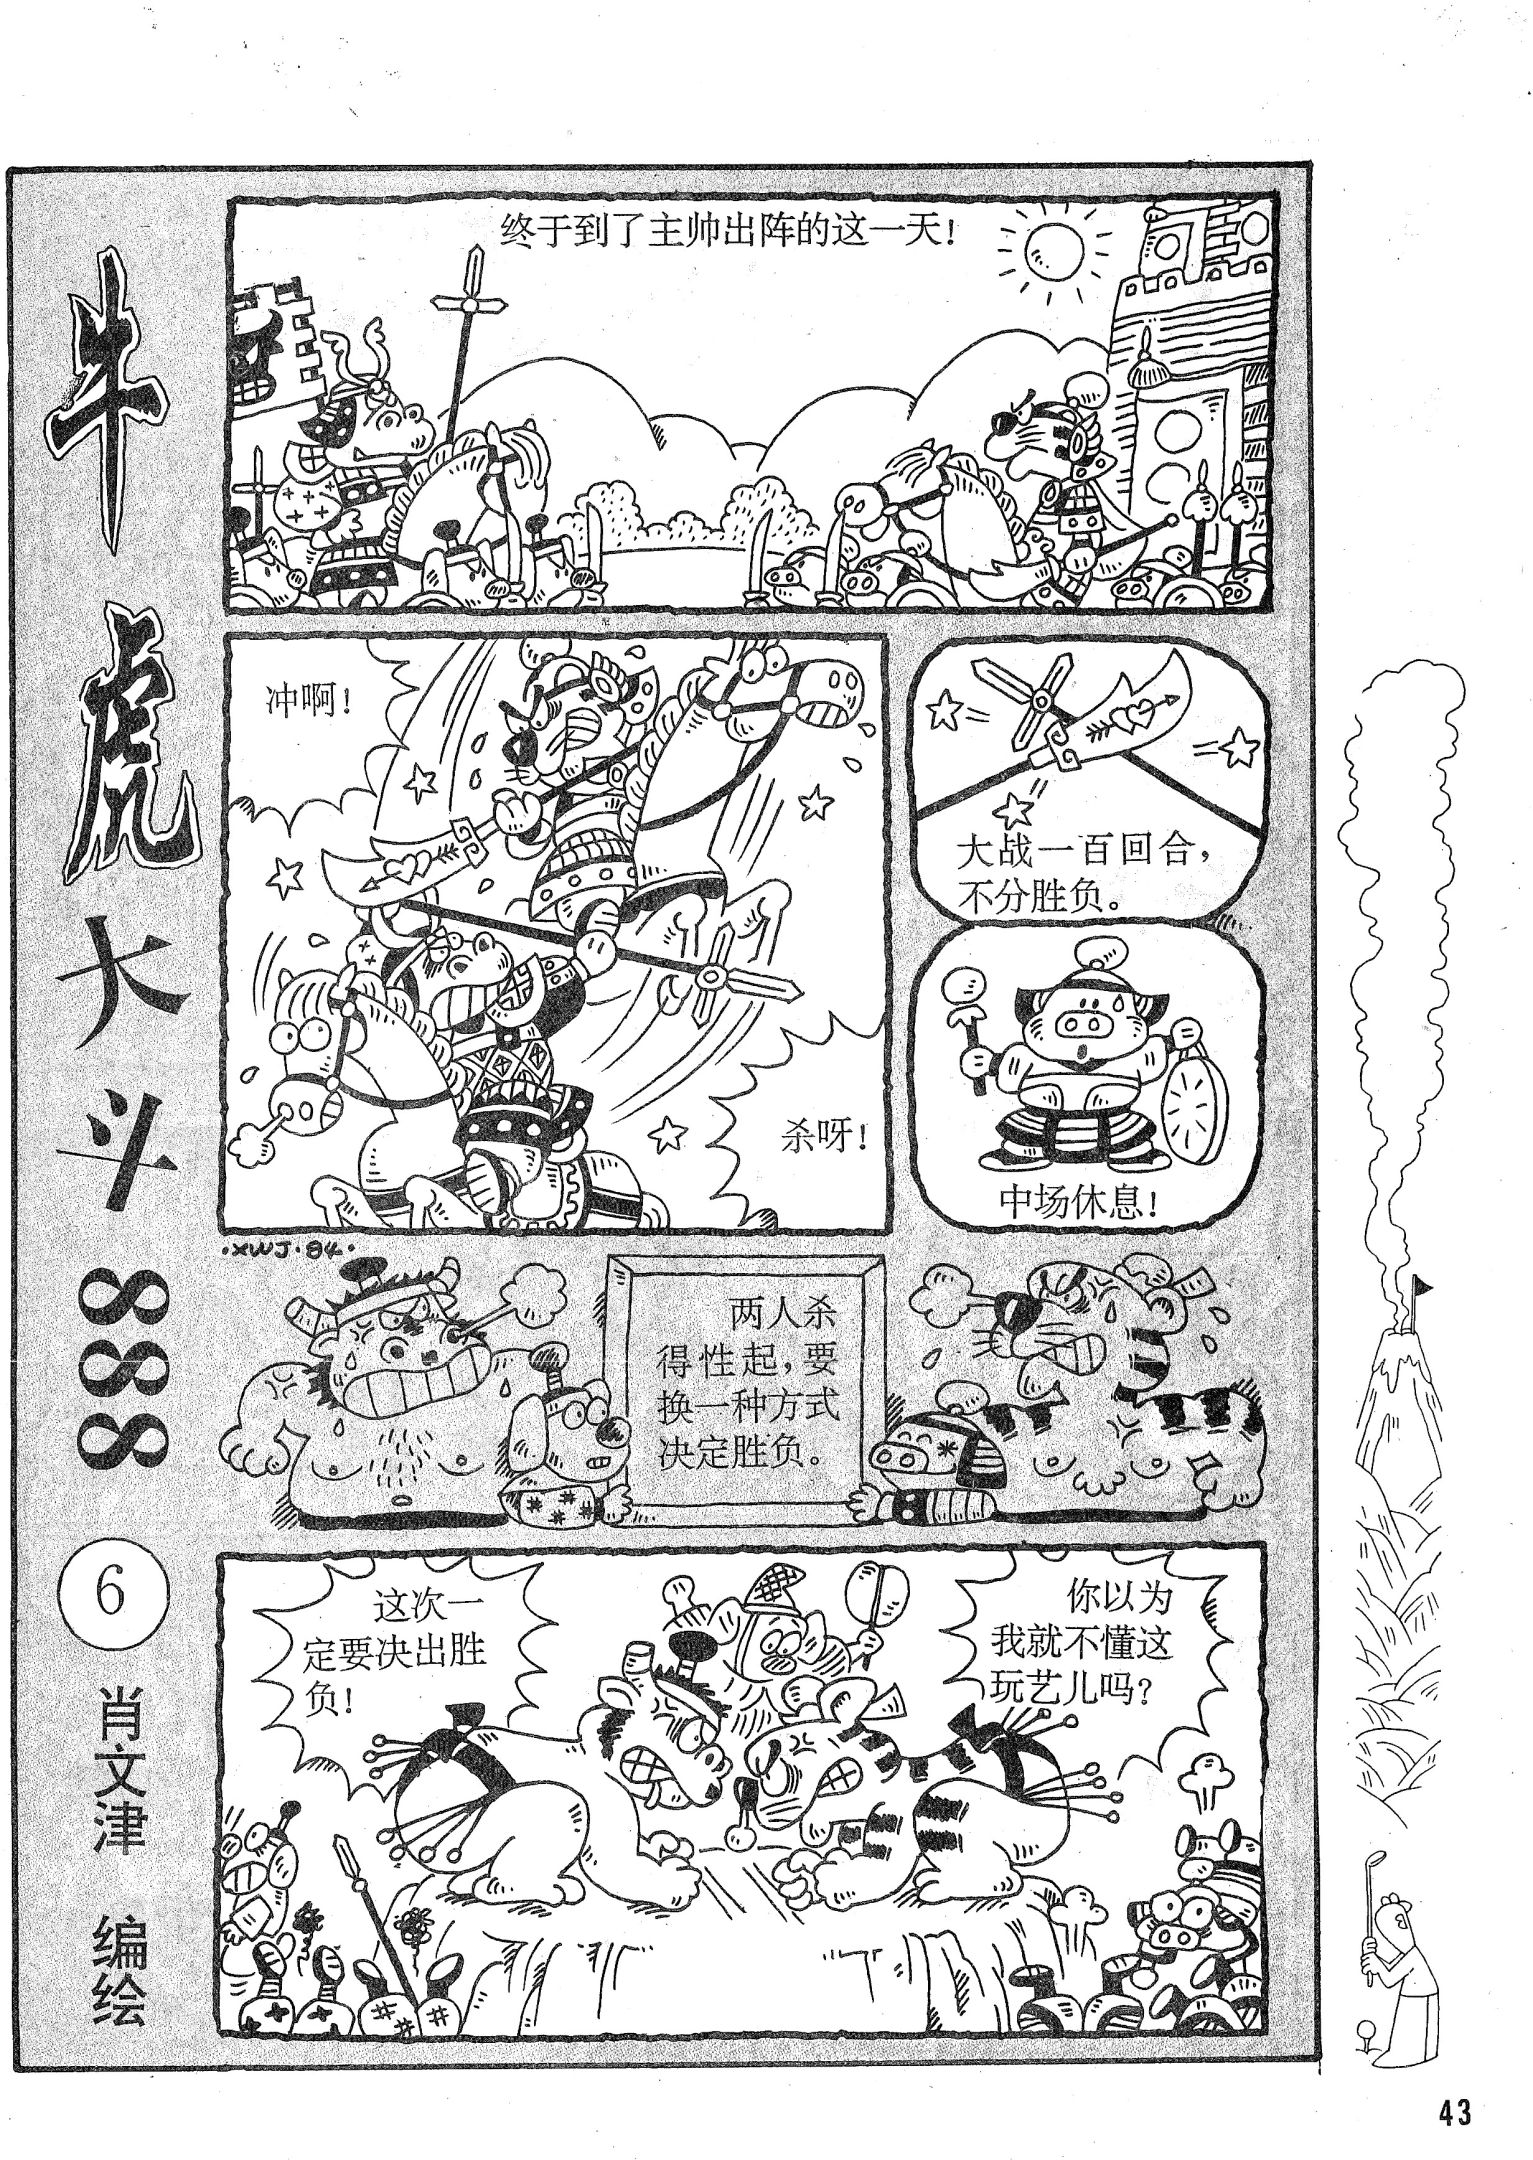 牛虎大斗888
6
肖文津 编绘
终于到了主帅出阵的这一天！
冲啊！
杀呀！
大战一百回合，
不分胜负。
中场休息！
·XWJ·94·
两人杀
得性起，要
换一种方式
决定胜负。
这次一
定要决出胜
负！
你以为
我就不懂这
玩艺儿吗？
43